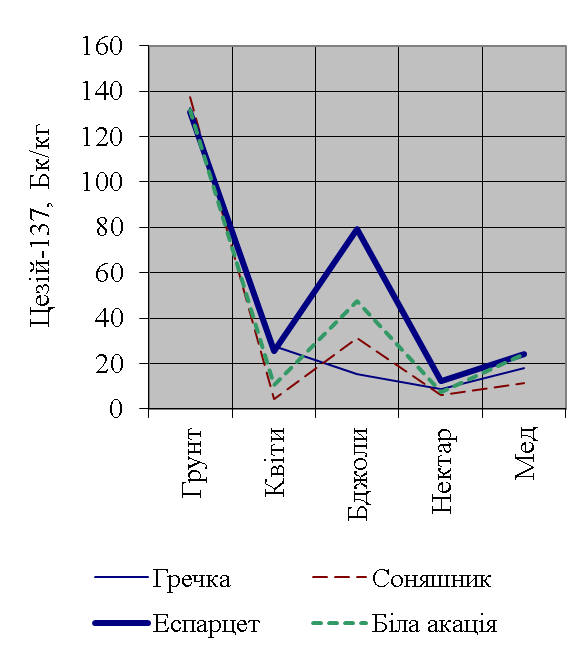 160
140
120
100
80
60
40
20
0
Цезій-137, Бк/кг
Грунт
Квіти
Бджоли
Нектар
Мед
Гречка
Соняшник
Еспарцет
Біла акація